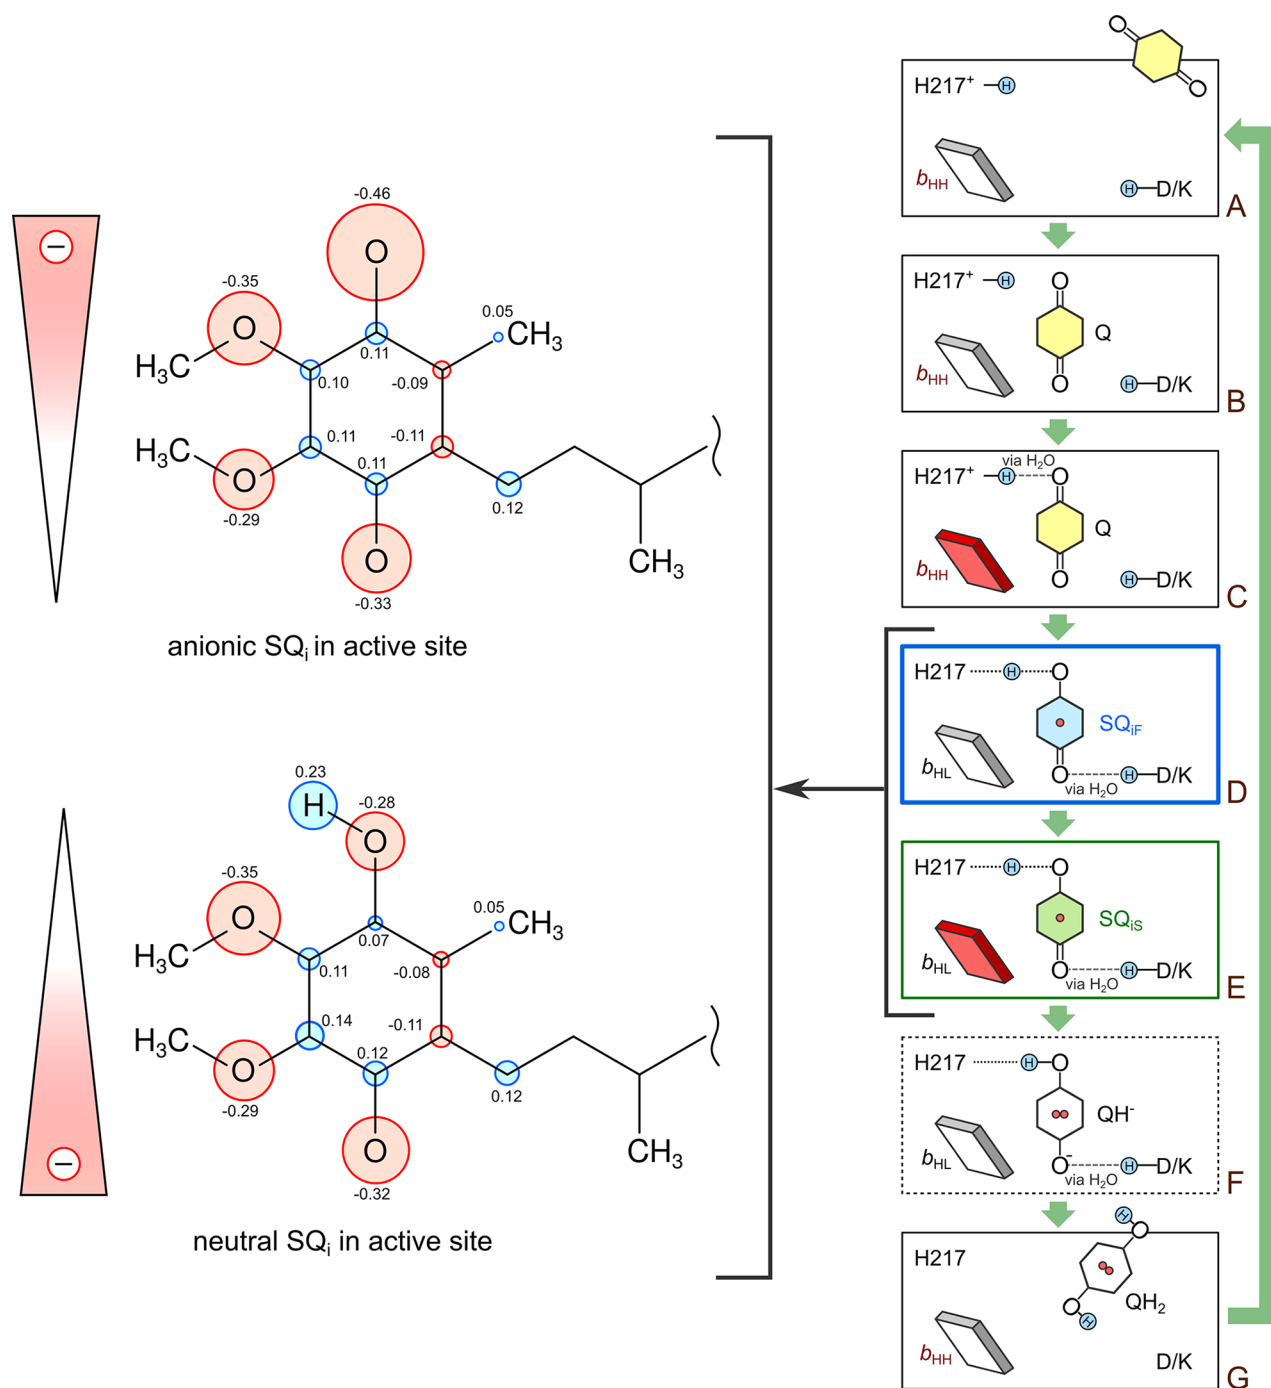 -0.46
O
-0.35
O
0.05
CH3
H3C
0.11
0.10
-0.09
H3C
0.11
-0.11
0.11
O
-0.29
0.12
O
CH3
-0.33
−
anionic SQi in active site
0.23
H
-0.28
O
-0.35
O
0.05
CH3
0.07
H3C
0.11
-0.08
0.14
-0.11
H3C
0.12
O
-0.29
0.12
O
CH3
-0.32
−
neutral SQi in active site
O
O
H217+ H
bHH
H D/K
A
H217+ H
O
Q
bHH
O
H D/K
B
via H2O
H217+ H O
Q
bHH
O
H D/K
C
H217 H O
SQiF
bHL
O H D/K
via H2O
D
H217 H O
SQiS
bHL
O H D/K
via H2O
E
H217 H O
QH-
bHL
O- H D/K
via H2O
F
H
O
H217
QH2
O
H
bHH
D/K
G